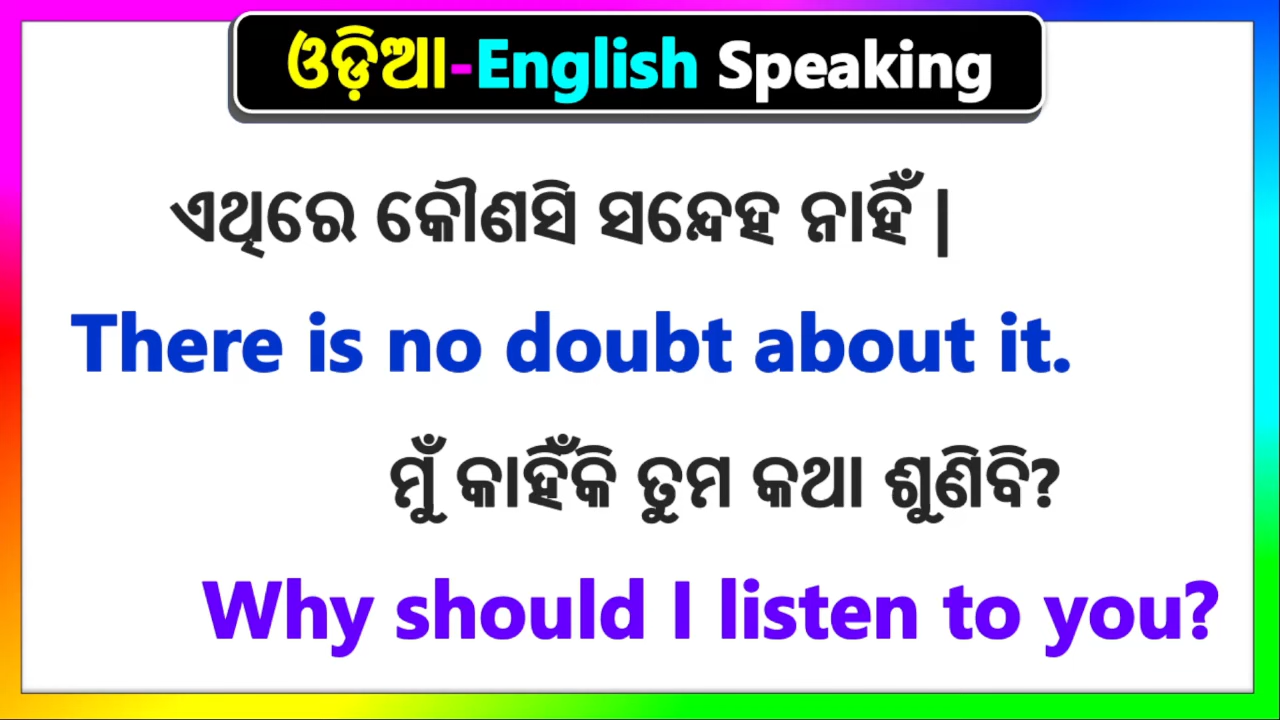 ଓଡ଼ିଆ-English Speaking
ଏଥିରେ କୌଣସି ସନ୍ଦେହ ନାହିଁ |
There is no doubt about it.
ମୁଁ କାହିଁକି ତୁମ କଥା ଶୁଣିବି?
Why should I listen to you?